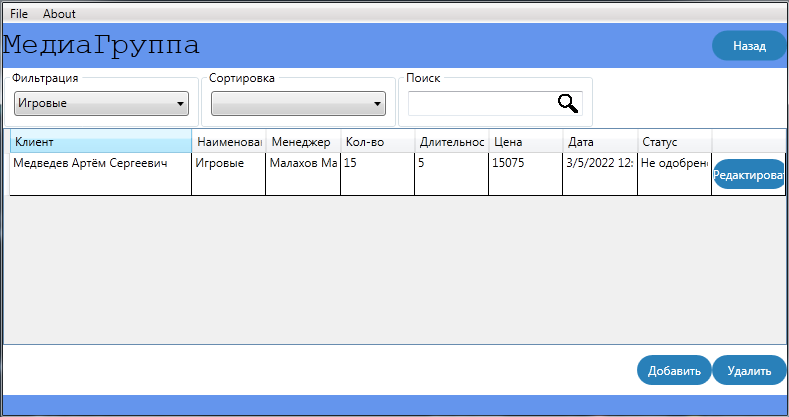 File About
МедиаГруппа
Назад
Фильтрация Сортировка Поиск
Игровые
Клиент Наименова Менеджер Кол-во Длительнос Цена Дата Статус
Медведев Артём Сергеевич Игровые Малахов Ма 15 5 15075 3/5/2022 12: Не одобрен Редактироват
Добавить Удалить